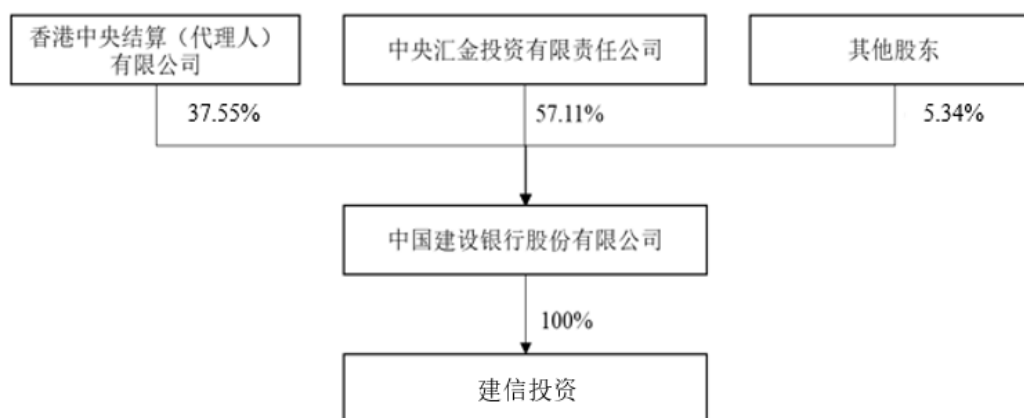 香港中央结算（代理人）
有限公司
中央汇金投资有限责任公司
其他股东
37.55%
57.11%
5.34%
中国建设银行股份有限公司
100%
建信投资